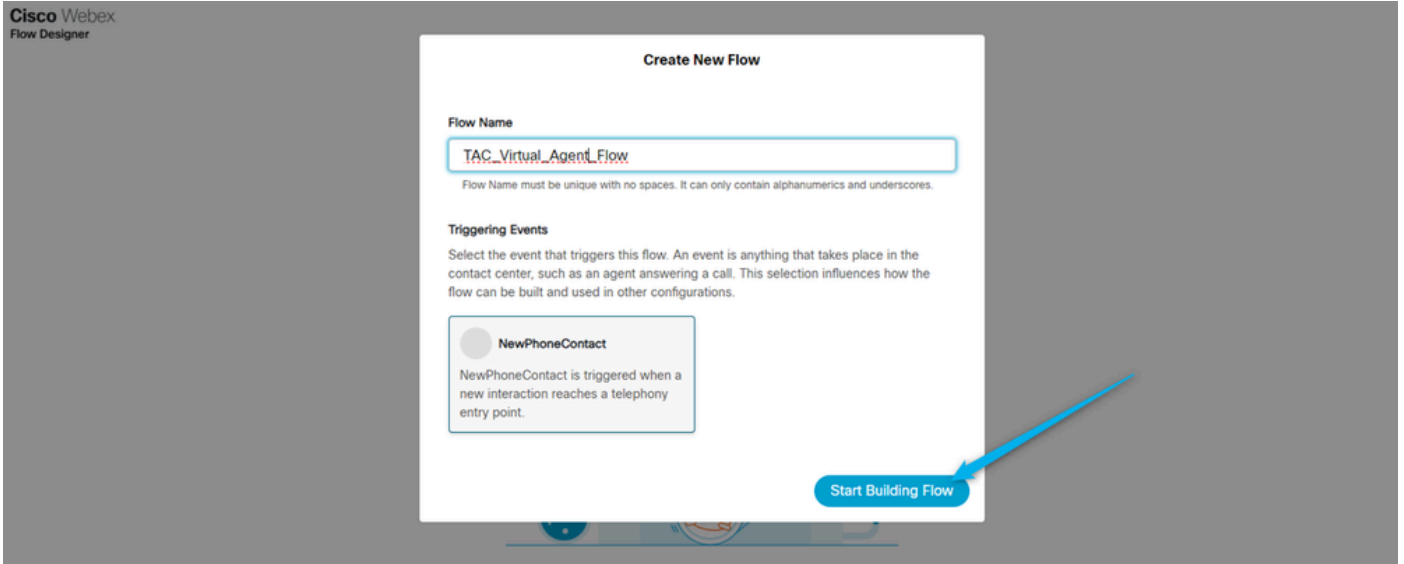 Cisco Webex
Flow Designer
Create New Flow
Flow Name
TAC_Virtual_Agent_Flow
Flow Name must be unique with no spaces. It can only contain alphanumerics and underscores.
Triggering Events
Select the event that triggers this flow. An event is anything that takes place in the
contact center, such as an agent answering a call. This selection influences how the
flow can be built and used in other configurations.
NewPhoneContact
NewPhoneContact is triggered when a
new interaction reaches a telephony
entry point.
Start Building Flow